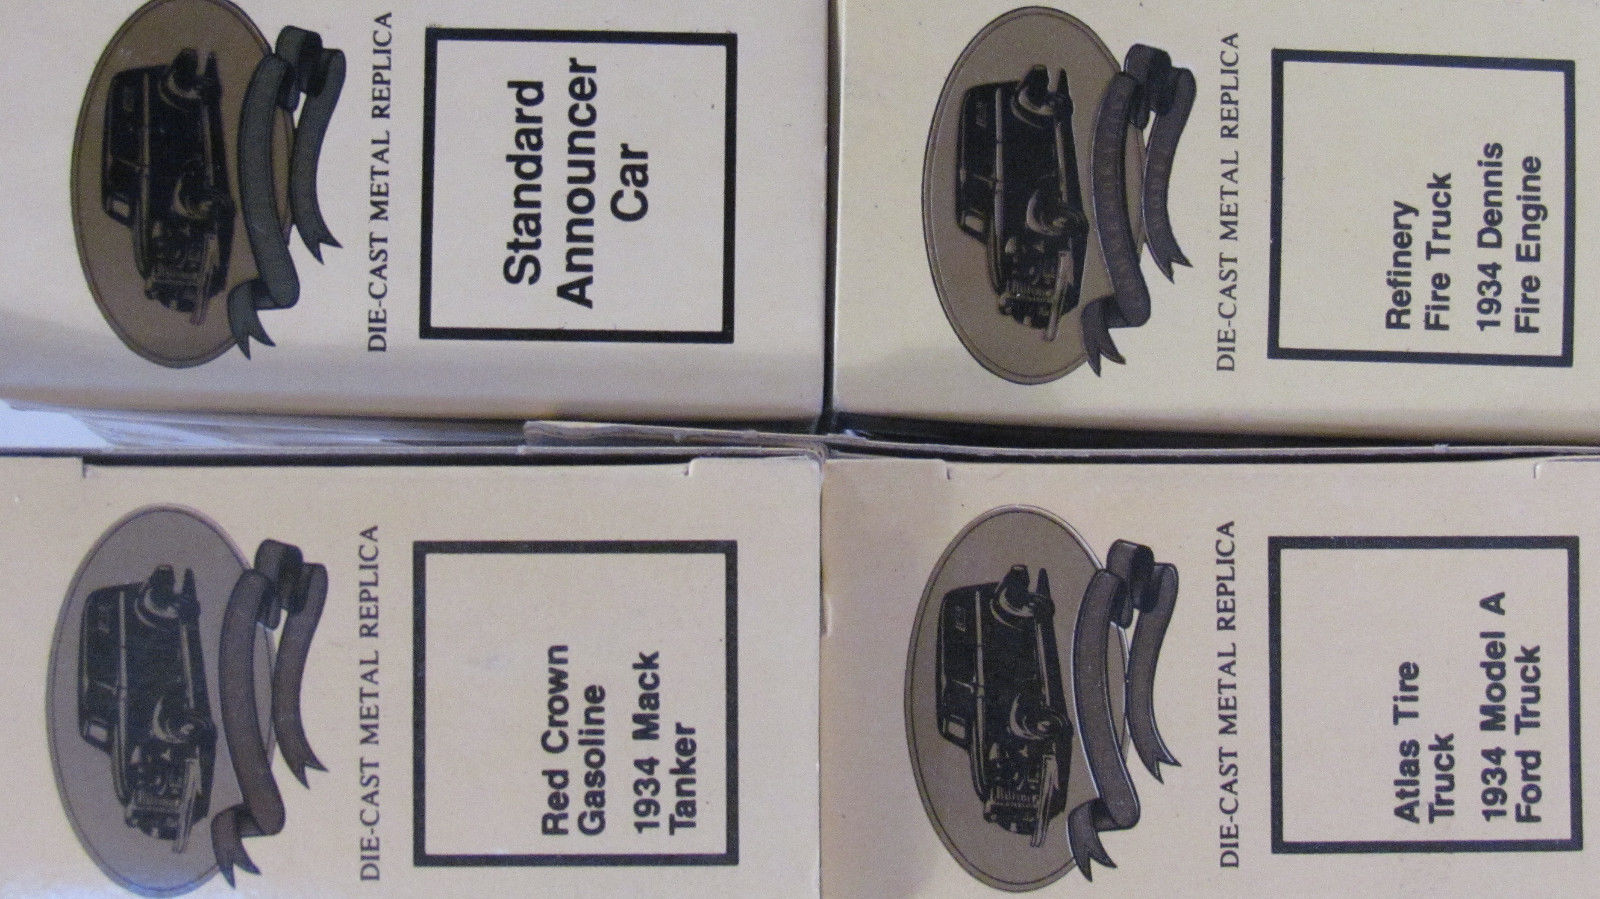 DIE-CAST METAL REPLICA
Standard
Announcer
Car
DIE-CAST METAL REPLICA
Refinery
Fire Truck
1934 Dennis
Fire Engine
DIE-CAST METAL REPLICA
Red Crown
Gasoline
1934 Mack
Tanker
DIE-CAST METAL REPLICA
Atlas Tire
Truck
1934 Model A
Ford Truck